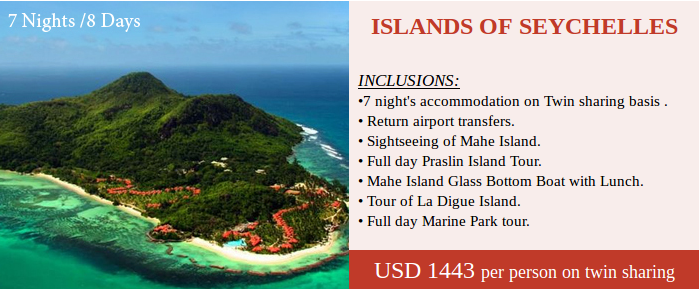 7 Nights /8 Days
ISLANDS OF SEYCHELLES
INCLUSIONS:
•7 night's accommodation on Twin sharing basis .
• Return airport transfers.
• Sightseeing of Mahe Island.
• Full day Praslin Island Tour.
• Mahe Island Glass Bottom Boat with Lunch.
• Tour of La Digue Island.
• Full day Marine Park tour.
USD 1443 per person on twin sharing